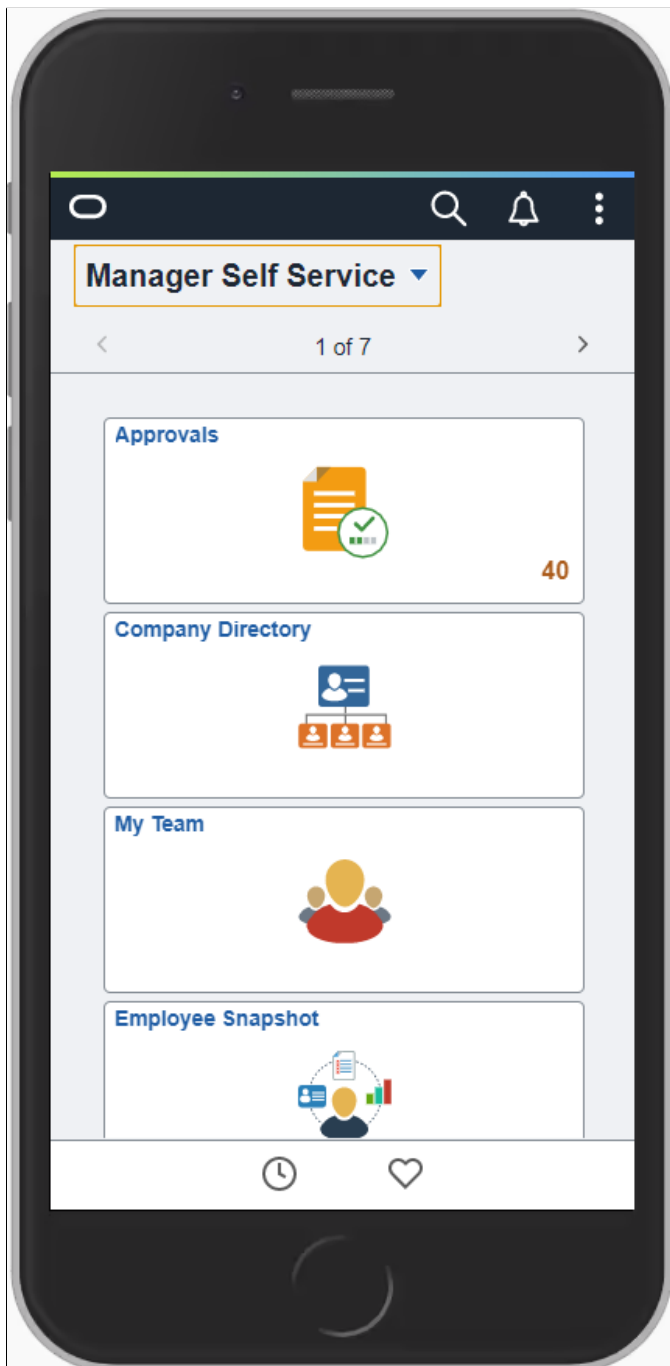 Manager Self Service
1 of 7
Approvals
40
Company Directory
My Team
Employee Snapshot